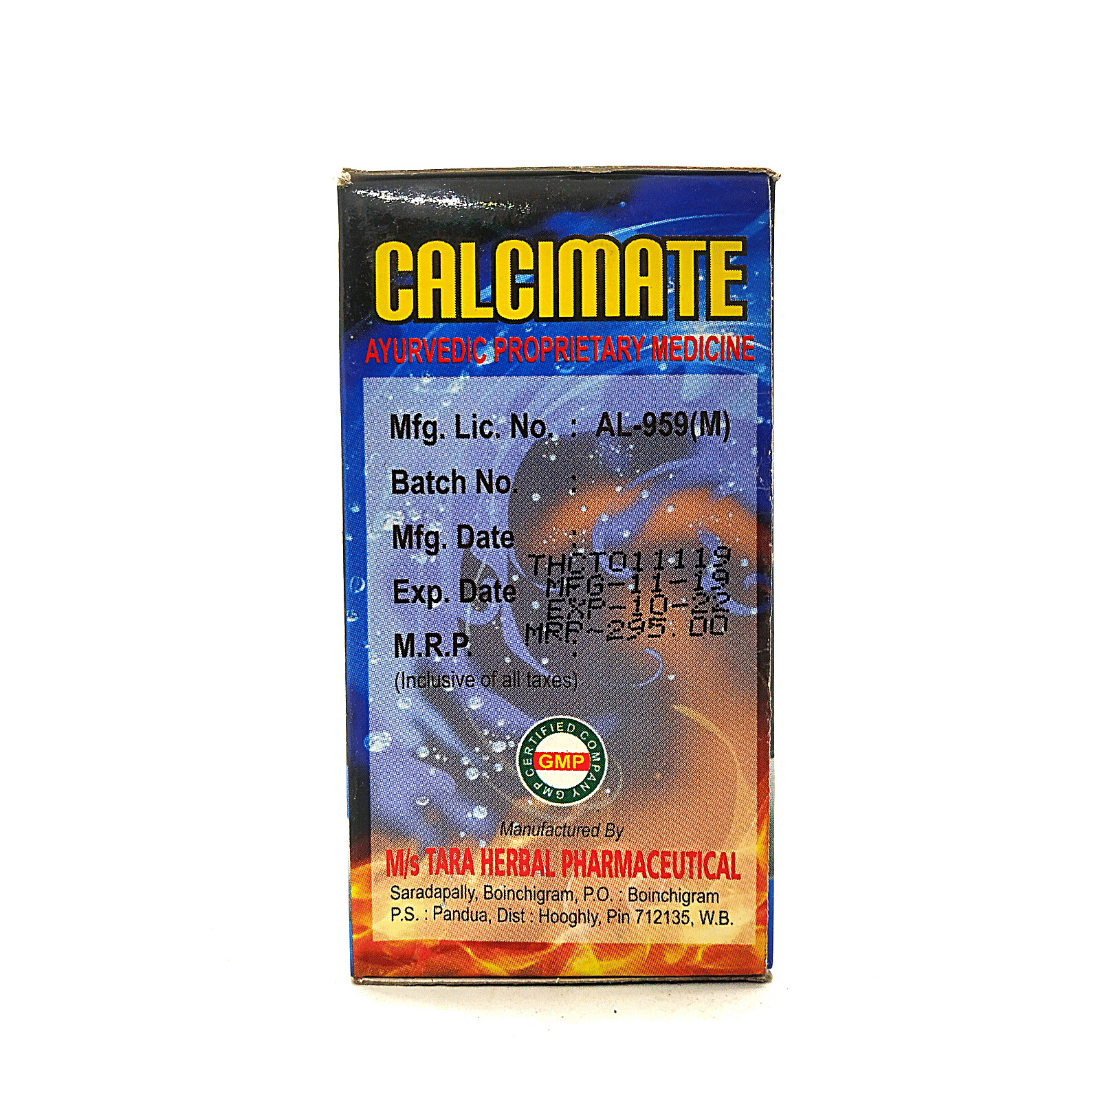 CALCIMATE
AYURVEDIC PROPRIETARY MEDICINE
Mfg. Lic. No. : AL-959(M)
Batch No. :
Mfg. Date :
THCT011119
Exp. Date MFG-11-19
EXP-10-22
M.R.P. : MRP-295.00
(Inclusive of all taxes)
CERTIFIED COMPANY GMP
GMP
Manufactured By
M/s TARA HERBAL PHARMACEUTICAL
Saradapally, Boinchigram, P.O. : Boinchigram
P.S. : Pandua, Dist : Hooghly, Pin 712135, W.B.